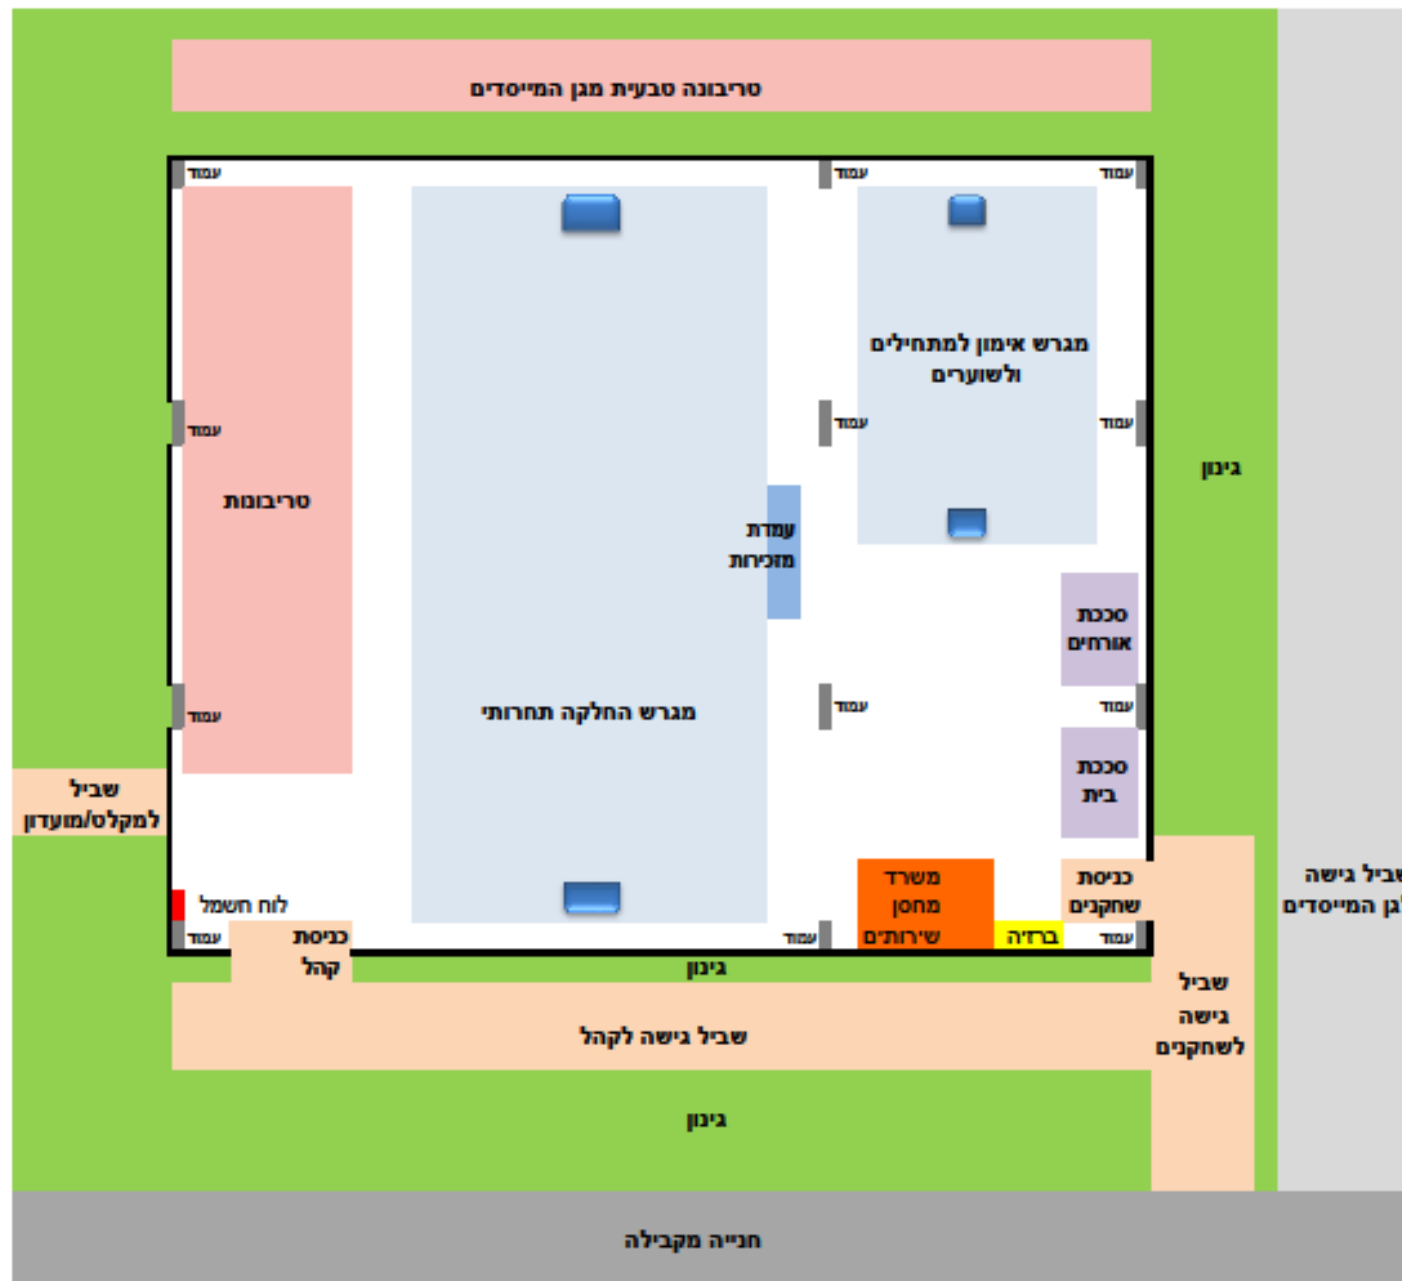 טריבונה טבעית מגן המייסדים
עמוד
עמוד
עמוד
מגרש אימון למתחילים
ולשוערים
עמוד
עמוד
עמוד
גינון
טריבונות
עמדת
מזכירות
סככת
אורחים
עמוד
עמוד
עמוד
מגרש החלקה תחרותי
סככת
בית
שביל
למקלט/מועדון
שביל גישה
לגן המייסדים
כניסת
שחקנים
משרד
מחסן
שירותים
ברזיה
עמוד
עמוד
לוח חשמל
עמוד
כניסת
קהל
גינון
שביל
גישה
לשחקנים
שביל גישה לקהל
גינון
חנייה מקבילה